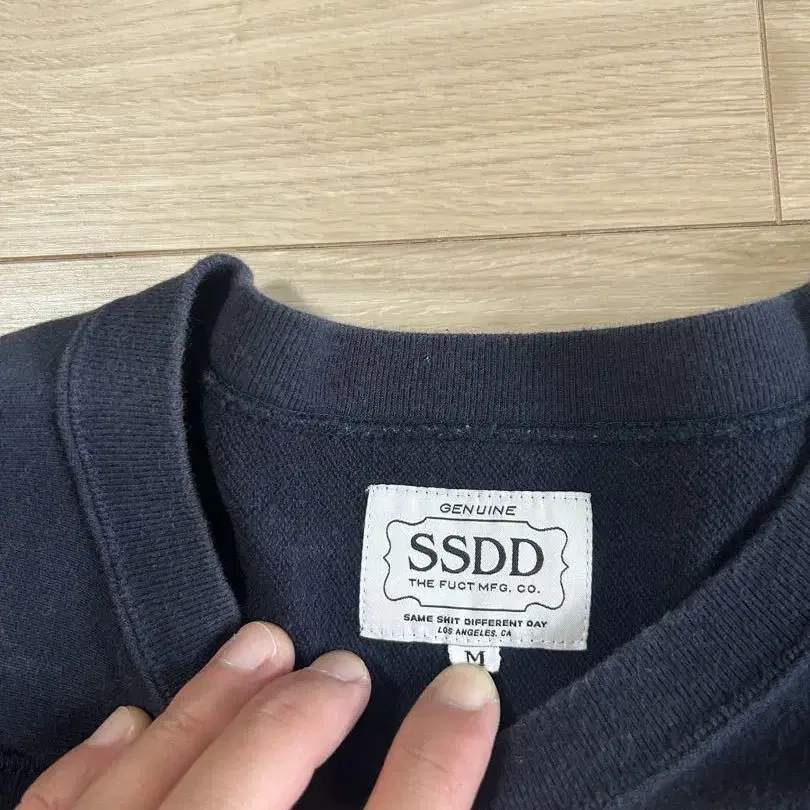 GENUINE
SSDD
THE FUCT MFG. CO.
SAME SHIT DIFFERENT DAY
LOS ANGELES, CA
M